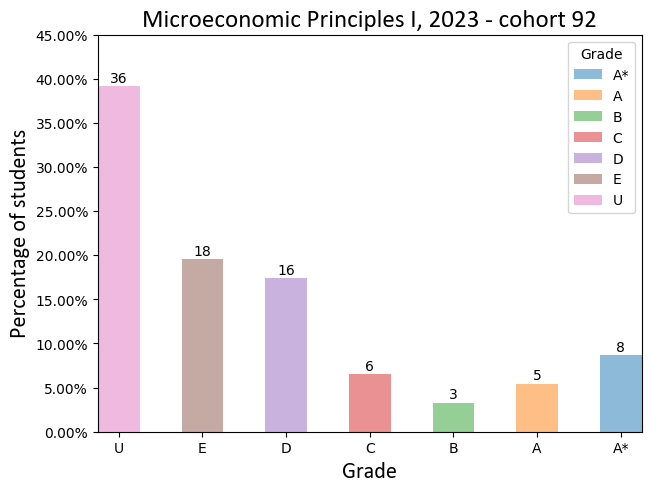 Microeconomic Principles I, 2023 - cohort 92
45.00%
40.00%
35.00%
30.00%
25.00%
20.00%
15.00%
10.00%
5.00%
0.00%
Percentage of students
36
18
16
6
3
5
8
Grade
A*
A
B
C
D
E
U
U E D C B A A*
Grade